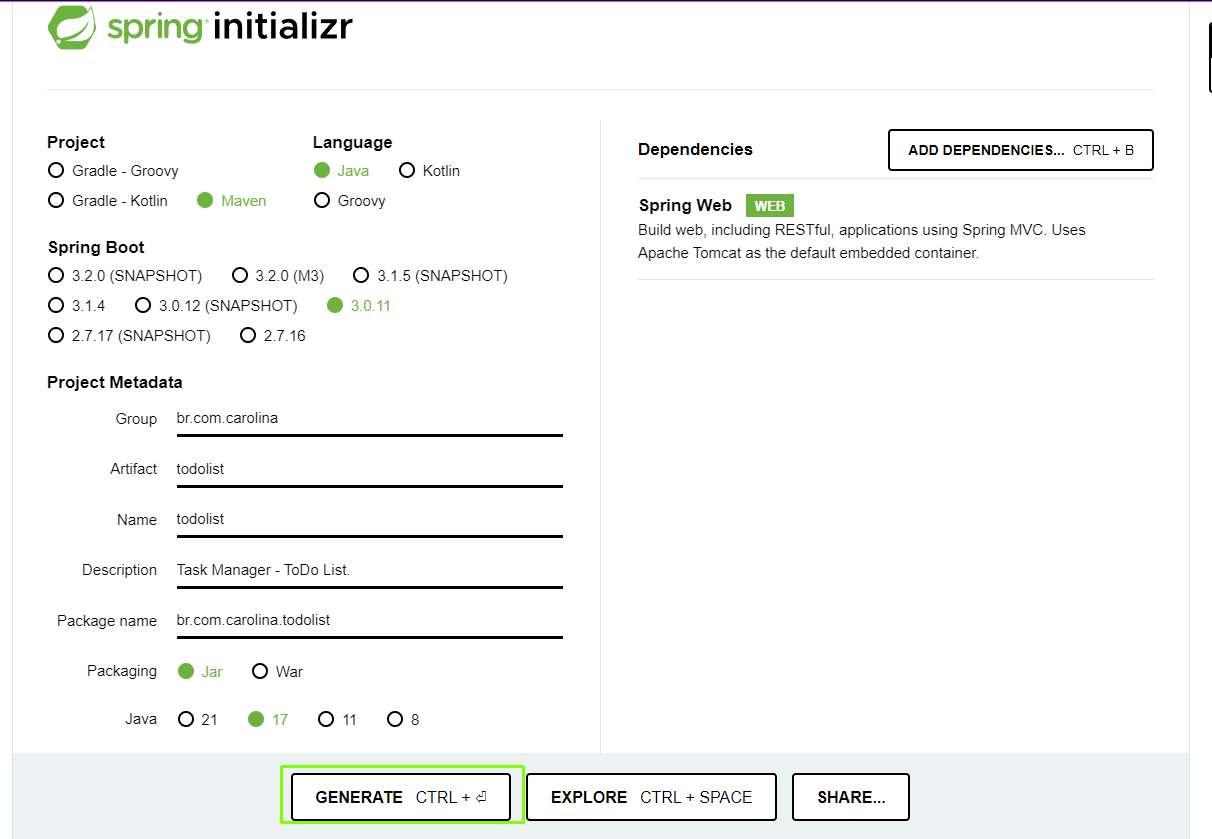 spring initializr
Project
Gradle - Groovy
Gradle - Kotlin Maven
Language
Java Kotlin
Groovy
Spring Boot
3.2.0 (SNAPSHOT) 3.2.0 (M3) 3.1.5 (SNAPSHOT)
3.1.4 3.0.12 (SNAPSHOT) 3.0.11
2.7.17 (SNAPSHOT) 2.7.16
Project Metadata
Group br.com.carolina
Artifact todolist
Name todolist
Description Task Manager - ToDo List.
Package name br.com.carolina.todolist
Packaging Jar War
Java 21 17 11 8
Dependencies ADD DEPENDENCIES... CTRL + B
Spring Web WEB
Build web, including RESTful, applications using Spring MVC. Uses
Apache Tomcat as the default embedded container.
GENERATE CTRL + ⏎ EXPLORE CTRL + SPACE SHARE...